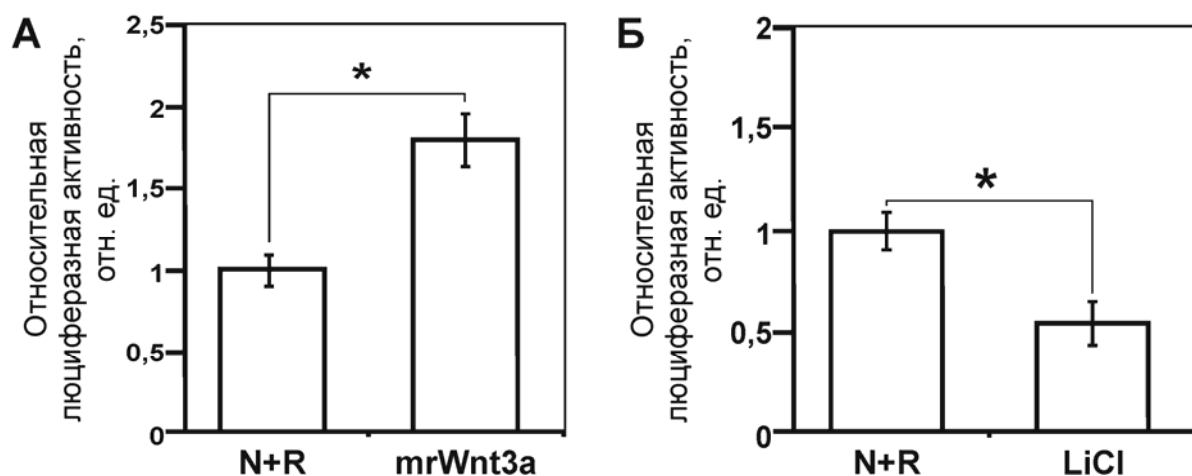 А
Относительная
люциферазная активность,
отн. ед.
2,5
2
1,5
1
0,5
0
*
N+R
mrWnt3a
Б
Относительная
люциферазная активность,
отн. ед.
2
1,5
1
0,5
0
*
N+R
LiCl